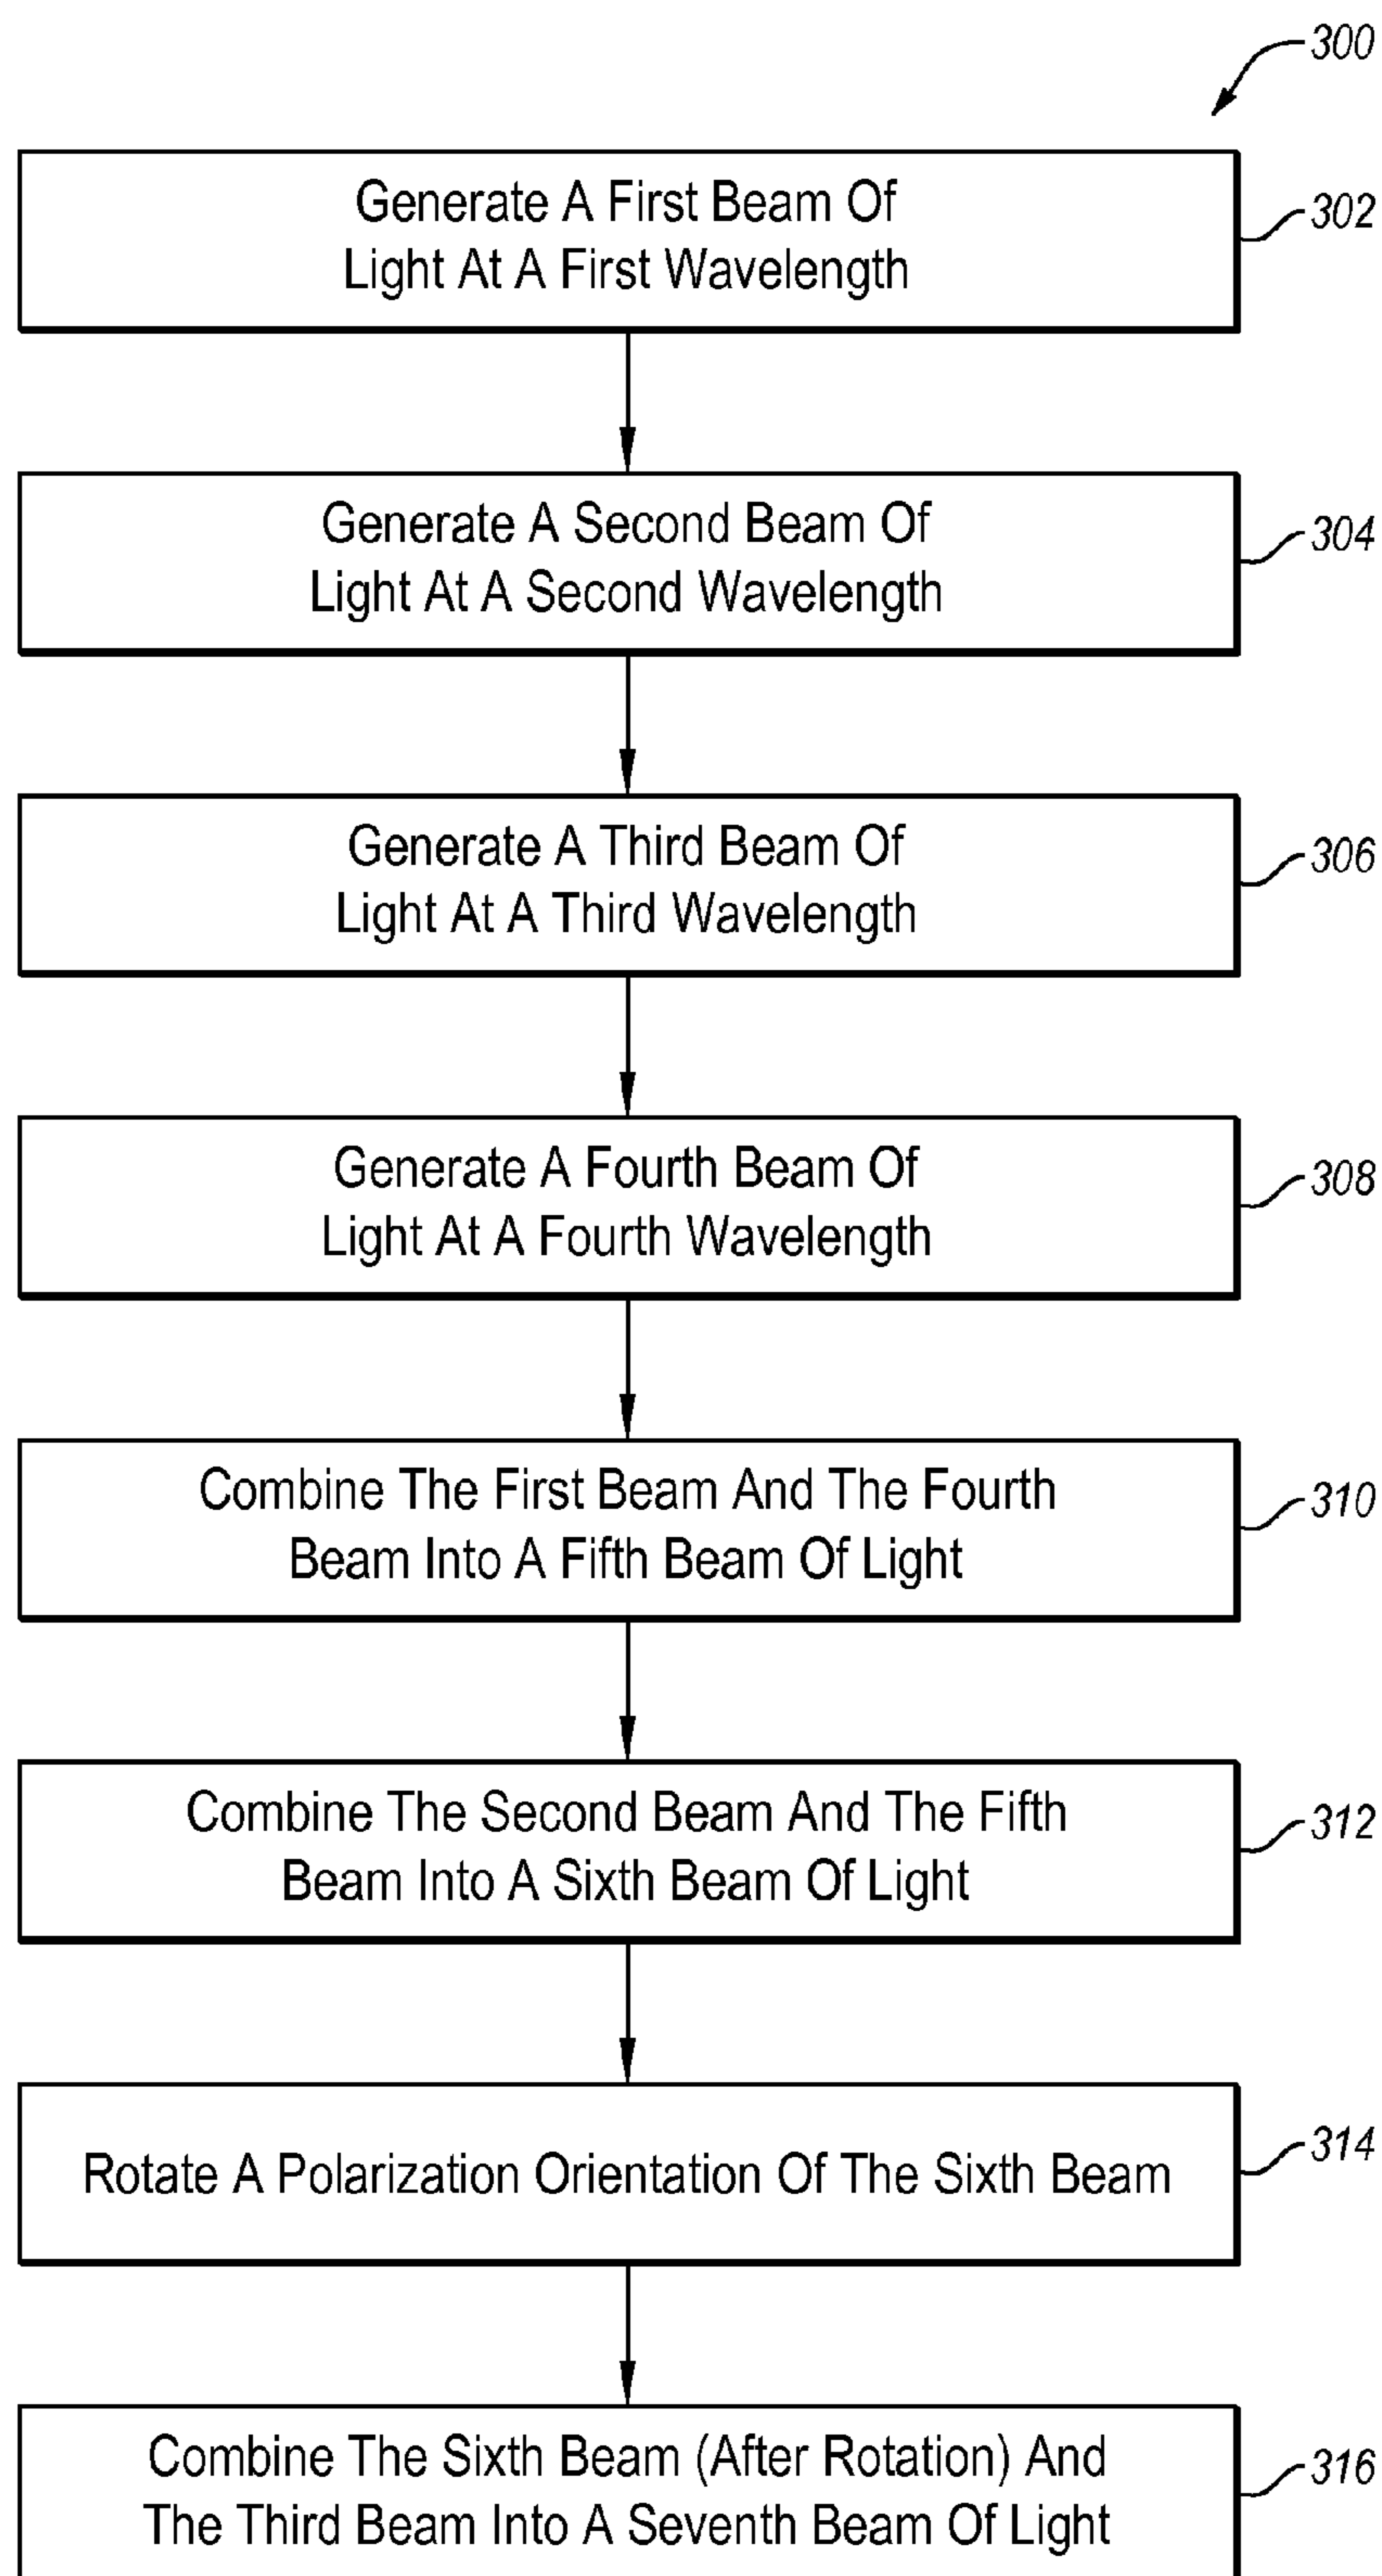 300
Generate A First Beam Of
Light At A First Wavelength
302
Generate A Second Beam Of
Light At A Second Wavelength
304
Generate A Third Beam Of
Light At A Third Wavelength
306
Generate A Fourth Beam Of
Light At A Fourth Wavelength
308
Combine The First Beam And The Fourth
Beam Into A Fifth Beam Of Light
310
Combine The Second Beam And The Fifth
Beam Into A Sixth Beam Of Light
312
Rotate A Polarization Orientation Of The Sixth Beam
314
Combine The Sixth Beam (After Rotation) And
The Third Beam Into A Seventh Beam Of Light
316